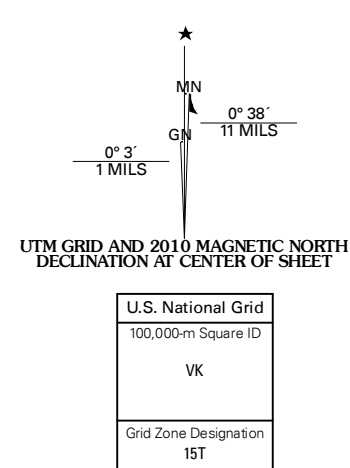 MN
0° 38´
11 MILS
GN
0° 3´
1 MILS
UTM GRID AND 2010 MAGNETIC NORTH
DECLINATION AT CENTER OF SHEET
U.S. National Grid
100,000-m Square ID
VK
Grid Zone Designation
15T